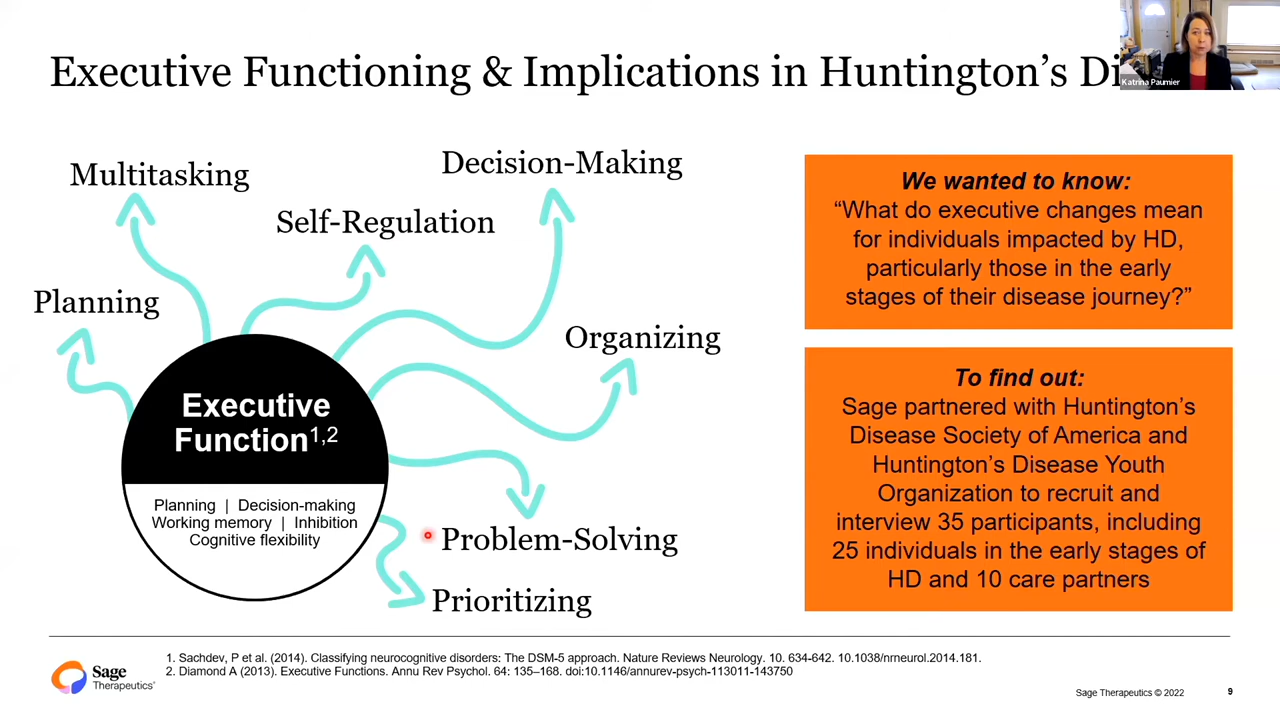 Executive Functioning & Implications in Huntington's Di
Katrina Paumier
Multitasking
Decision-Making
Self-Regulation
Planning
Organizing
Executive
Function1,2
Planning | Decision-making
Working memory | Inhibition
Cognitive flexibility
Problem-Solving
Prioritizing
We wanted to know:
“What do executive changes mean
for individuals impacted by HD,
particularly those in the early
stages of their disease journey?”
To find out:
Sage partnered with Huntington’s
Disease Society of America and
Huntington’s Disease Youth
Organization to recruit and
interview 35 participants, including
25 individuals in the early stages of
HD and 10 care partners
Sage
Therapeutics®
1. Sachdev, P et al. (2014). Classifying neurocognitive disorders: The DSM-5 approach. Nature Reviews Neurology. 10. 634-642. 10.1038/nrneurol.2014.181.
2. Diamond A (2013). Executive Functions. Annu Rev Psychol. 64: 135–168. doi:10.1146/annurev-psych-113011-143750
Sage Therapeutics © 2022
9